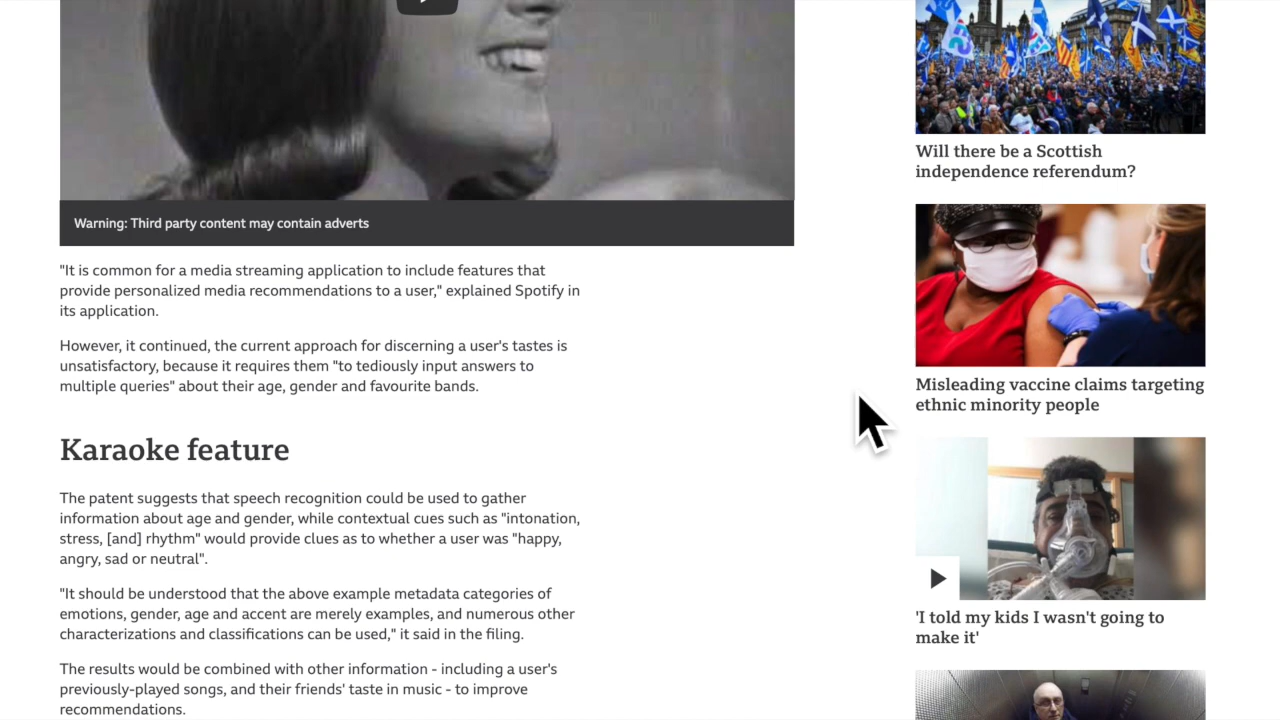 Warning: Third party content may contain adverts
"It is common for a media streaming application to include features that
provide personalized media recommendations to a user," explained Spotify in
its application.
However, it continued, the current approach for discerning a user's tastes is
unsatisfactory, because it requires them "to tediously input answers to
multiple queries" about their age, gender and favourite bands.
Karaoke feature
The patent suggests that speech recognition could be used to gather
information about age and gender, while contextual cues such as "intonation,
stress, [and] rhythm" would provide clues as to whether a user was "happy,
angry, sad or neutral".
"It should be understood that the above example metadata categories of
emotions, gender, age and accent are merely examples, and numerous other
characterizations and classifications can be used," it said in the filing.
The results would be combined with other information - including a user's
previously-played songs, and their friends' taste in music - to improve
recommendations.
Will there be a Scottish
independence referendum?
Misleading vaccine claims targeting
ethnic minority people
'I told my kids I wasn't going to
make it'